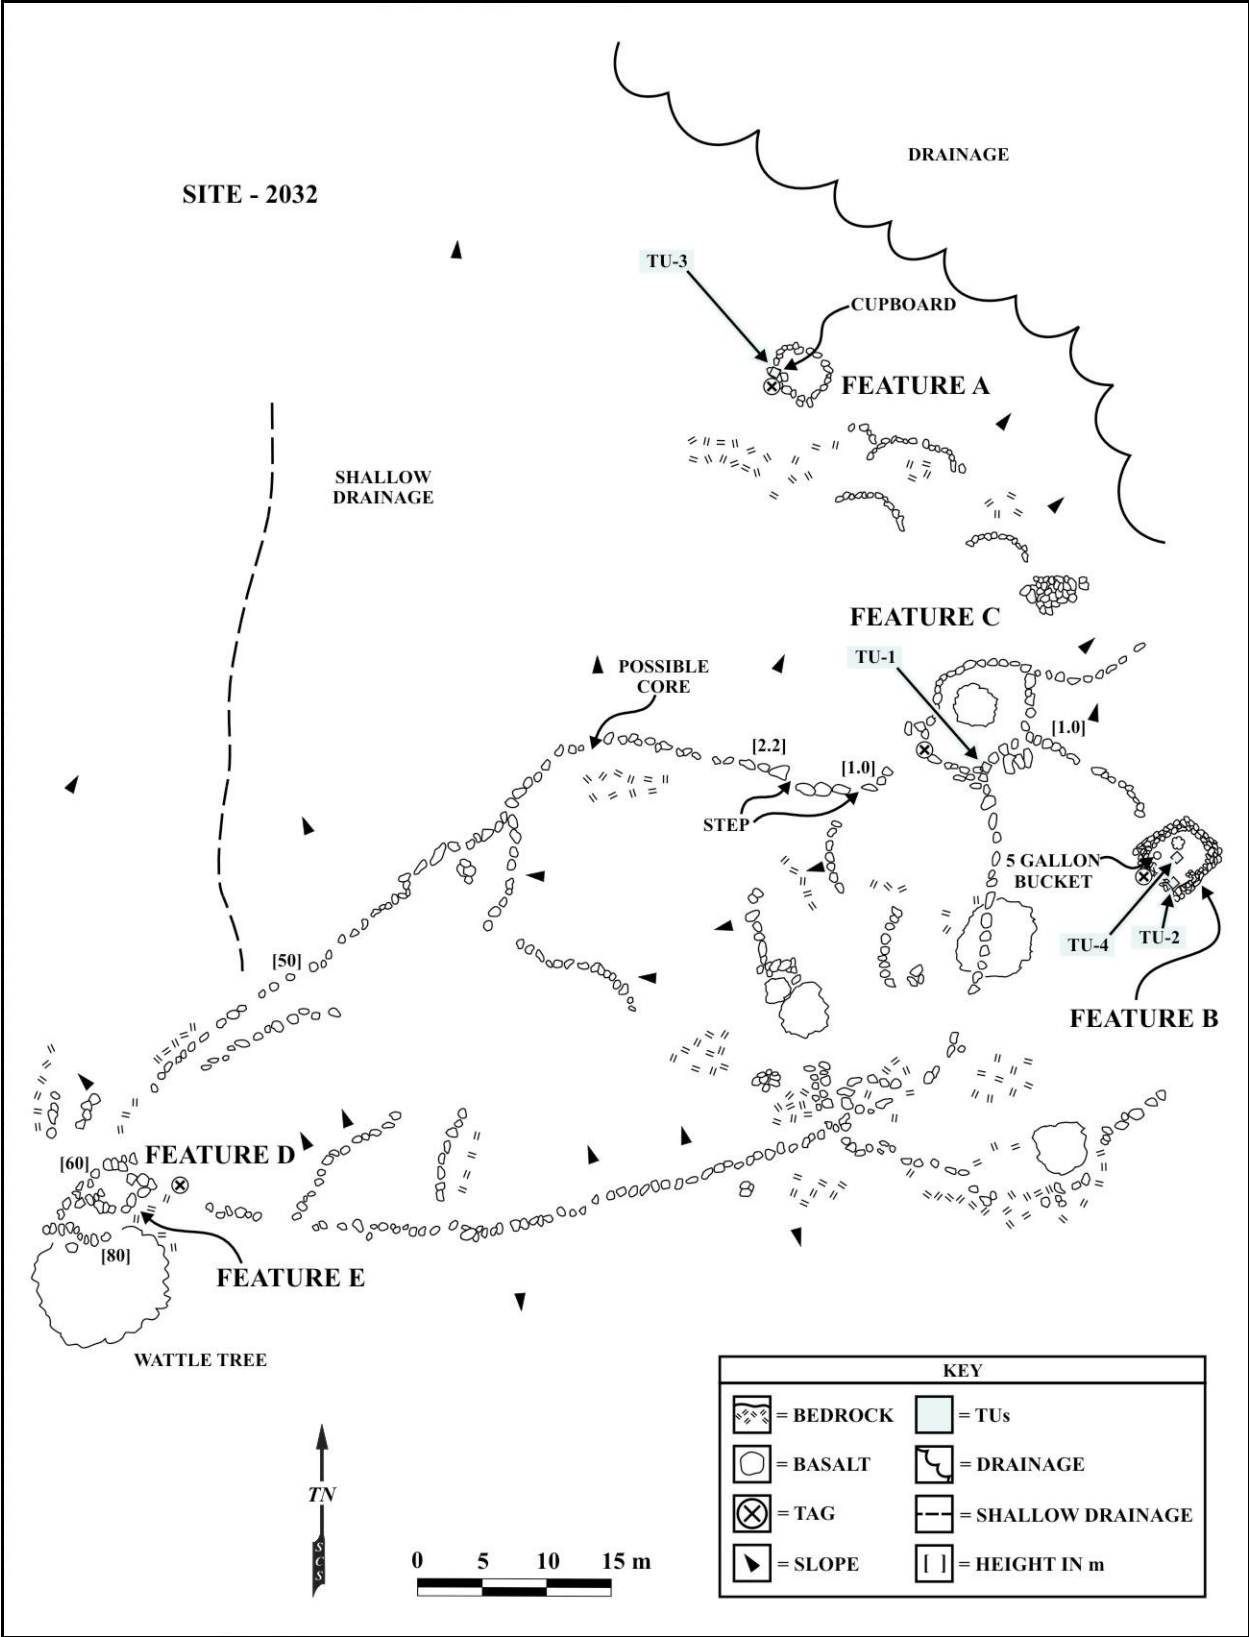 DRAINAGE
SITE - 2032
TU-3
CUPBOARD
FEATURE A
SHALLOW
DRAINAGE
FEATURE C
TU-1
POSSIBLE
CORE
[1.0]
[2.2]
[1.0]
STEP
5 GALLON
BUCKET
TU-4
TU-2
[50]
FEATURE B
FEATURE D
[60]
[80]
FEATURE E
WATTLE TREE
KEY
= BEDROCK
= TUs
= BASALT
= DRAINAGE
= TAG
= SHALLOW DRAINAGE
= SLOPE
[ ] = HEIGHT IN m
TN
SCS
0 5 10 15 m